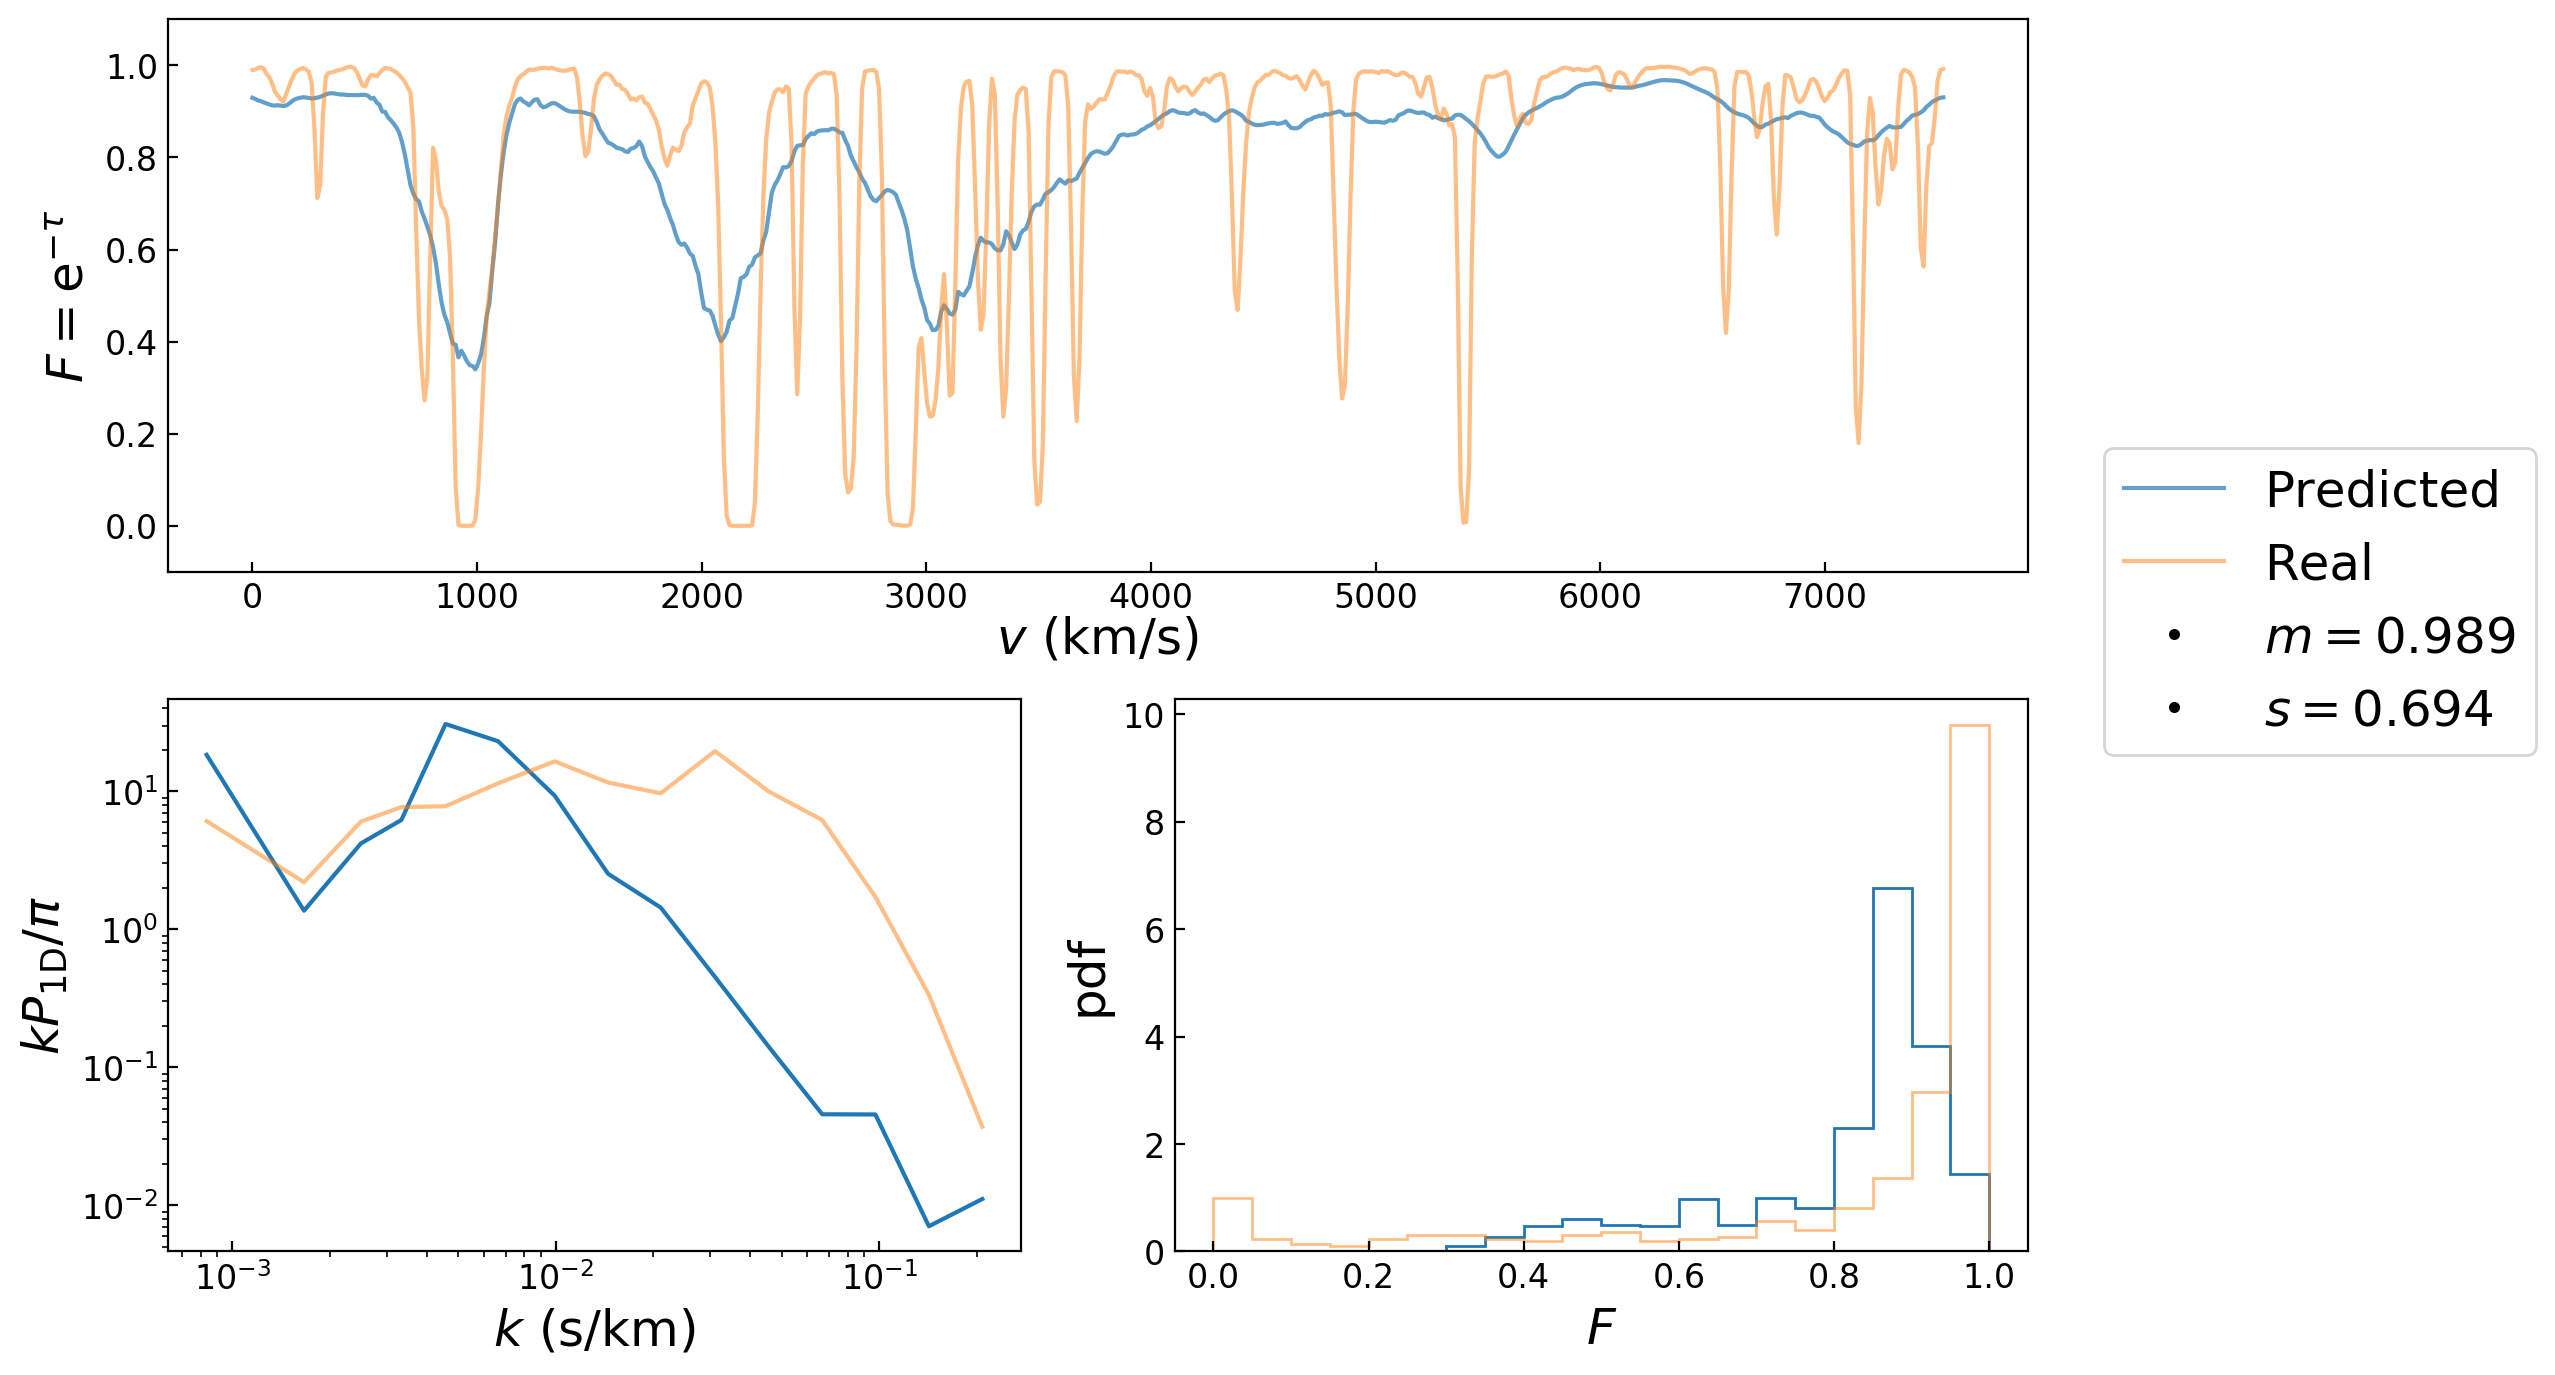 1.0
0.8
0.6
0.4
0.2
0.0
F = e^{−τ}
0 1000 2000 3000 4000 5000 6000 7000
v (km/s)
Predicted
Real
m = 0.989
s = 0.694
10^1
10^0
10^{−1}
10^{−2}
kP_{1D}/π
10^{−3} 10^{−2} 10^{−1}
k (s/km)
10
8
6
4
2
0
pdf
0.0 0.2 0.4 0.6 0.8 1.0
F